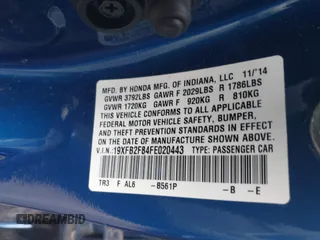 MFD. BY HONDA MFG. OF INDIANA, LLC 11/14
GVWR 3792LBS GAWR F 2029LBS R 1786LBS
GVWR 1720KG GAWR F 920KG R 810KG
THIS VEHICLE CONFORMS TO ALL APPLICABLE
FEDERAL MOTOR VEHICLE SAFETY, BUMPER,
AND THEFT PREVENTION STANDARDS IN EFFECT
ON THE DATE OF MANUFACTURE SHOWN ABOVE.
V.I.N:19XFB2F84FE020443 TYPE: PASSENGER CAR
TR3 F AL6 -B561P -B -E
DREAMBID